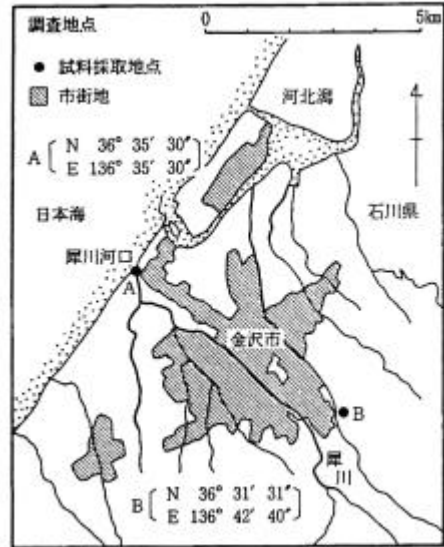 調査地点
0 5km
● 試料採取地点
市街地
河北潟
4
A N 36° 35′ 30″
E 136° 35′ 30″
日本海
石川県
犀川河口
A
金沢市
B
犀川
B N 36° 31′ 31″
E 136° 42′ 40″